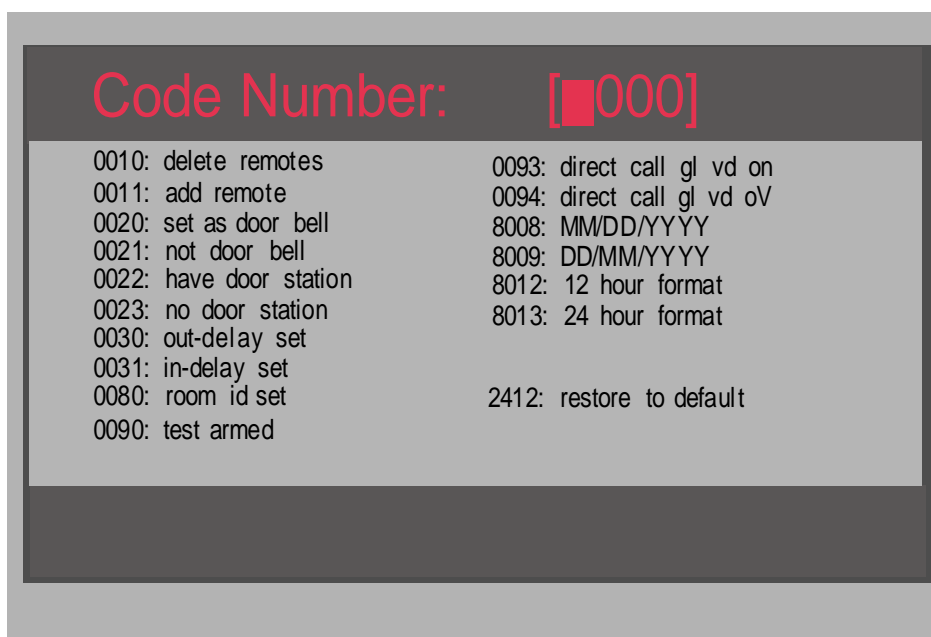 Code Number: [■000]
0010: delete remotes
0011: add remote
0020: set as door bell
0021: not door bell
0022: have door station
0023: no door station
0030: out-delay set
0031: in-delay set
0080: room id set
0090: test armed
0093: direct call gl vd on
0094: direct call gl vd oV
8008: MM/DD/YYYY
8009: DD/MM/YYYY
8012: 12 hour format
8013: 24 hour format
2412: restore to default